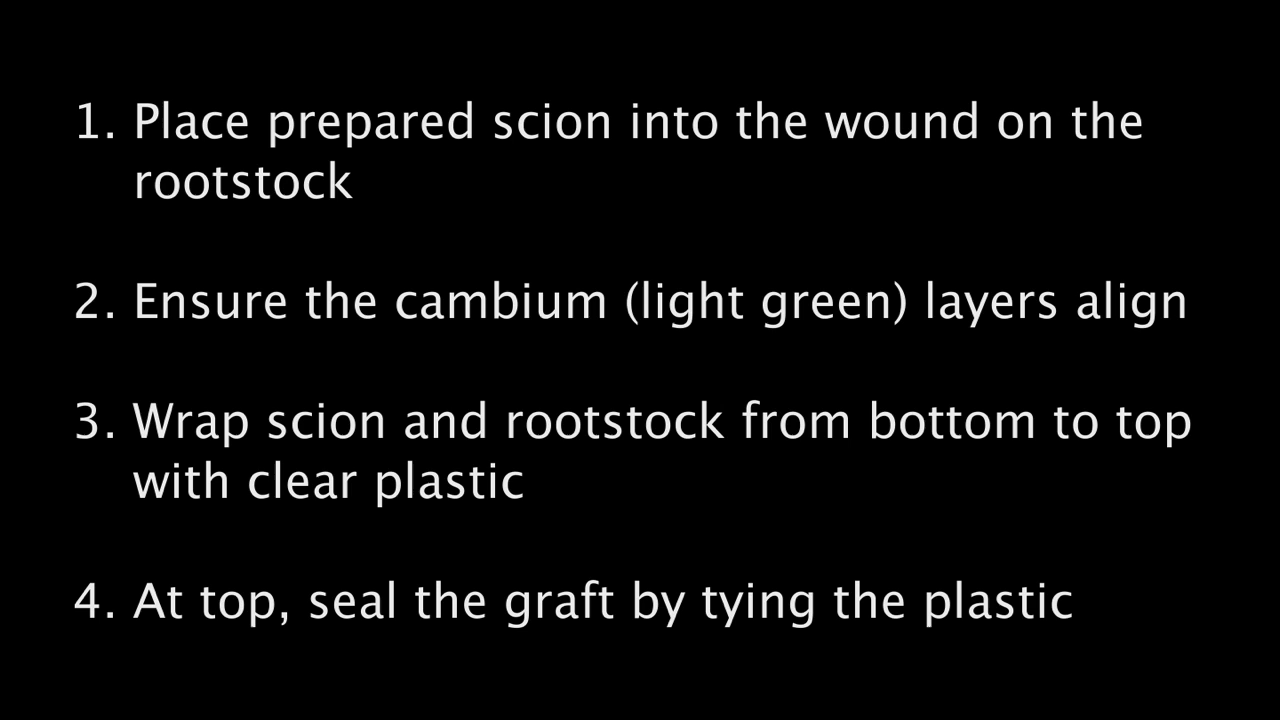 1. Place prepared scion into the wound on the
rootstock
2. Ensure the cambium (light green) layers align
3. Wrap scion and rootstock from bottom to top
with clear plastic
4. At top, seal the graft by tying the plastic